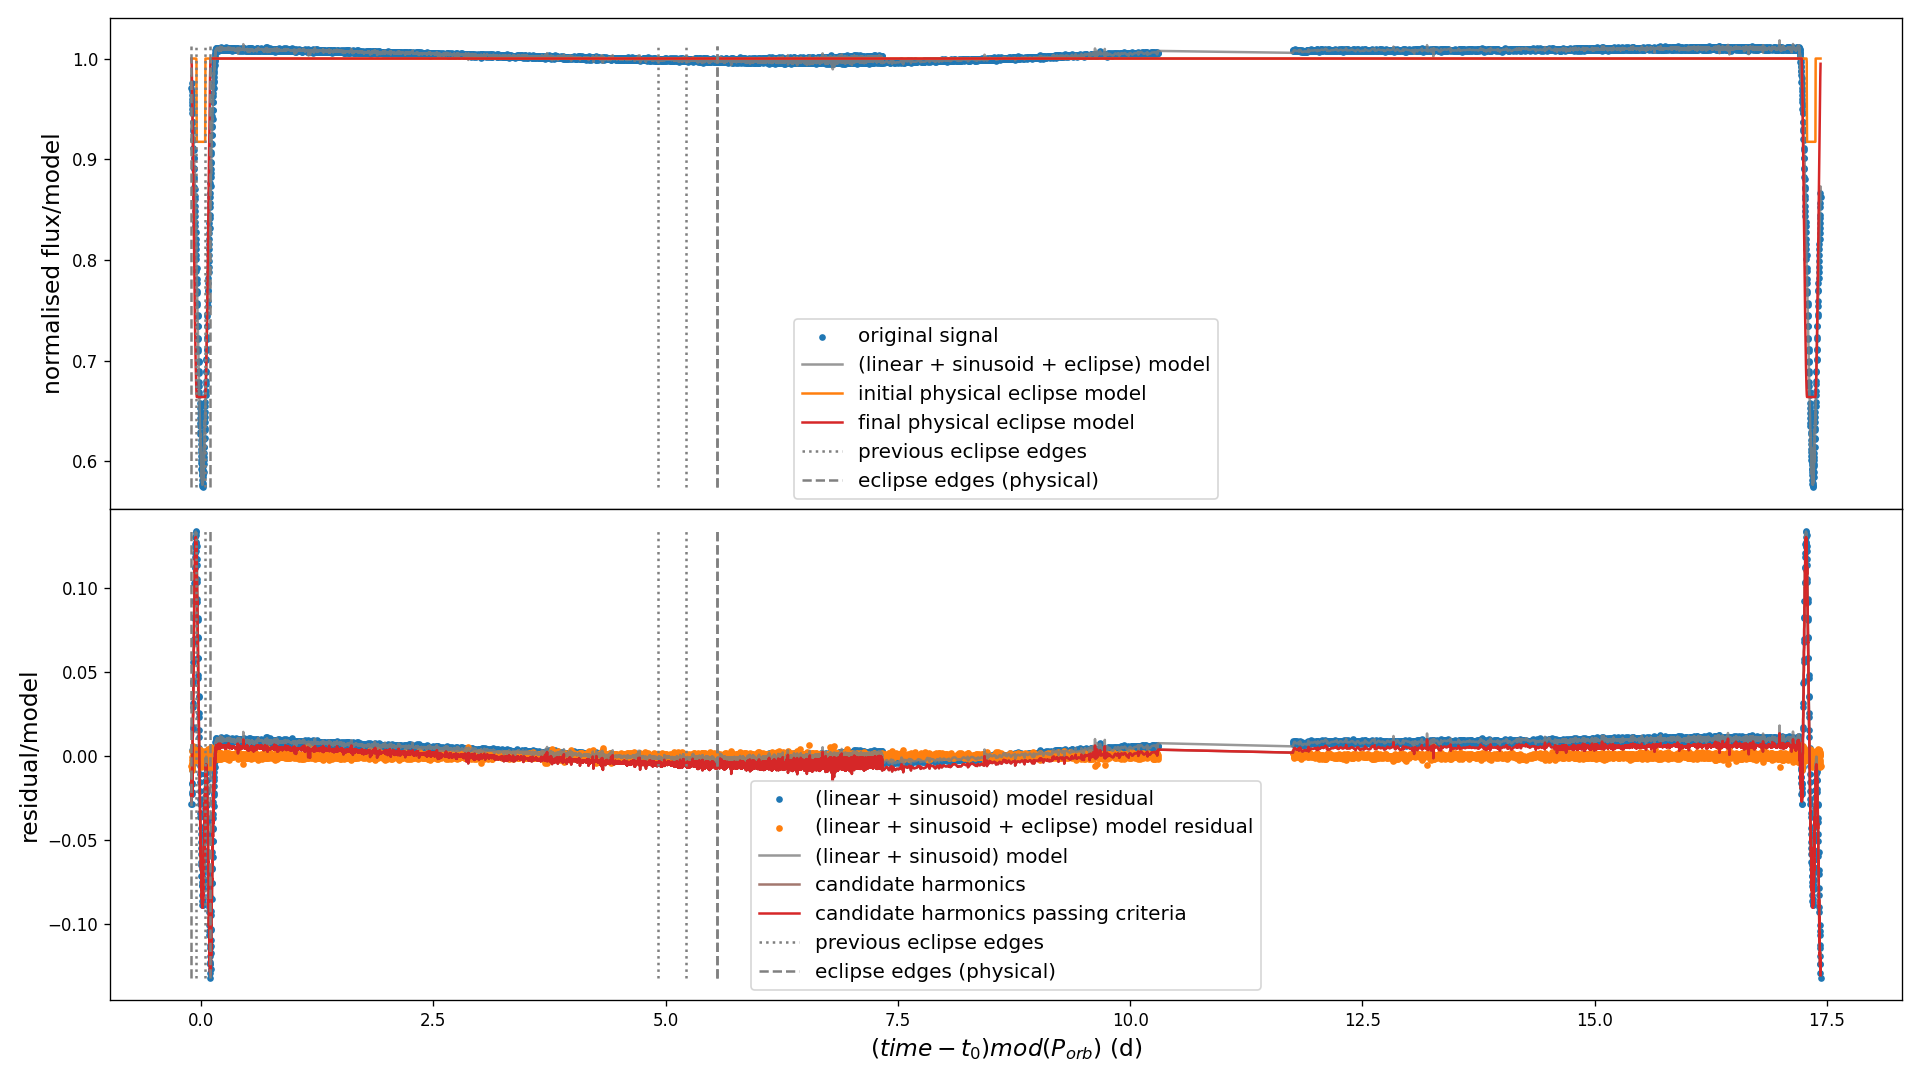 normalised flux/model
1.0
0.9
0.8
0.7
0.6
original signal
(linear + sinusoid + eclipse) model
initial physical eclipse model
final physical eclipse model
previous eclipse edges
eclipse edges (physical)
residual/model
0.10
0.05
0.00
−0.05
−0.10
(linear + sinusoid) model residual
(linear + sinusoid + eclipse) model residual
(linear + sinusoid) model
candidate harmonics
candidate harmonics passing criteria
previous eclipse edges
eclipse edges (physical)
0.0 2.5 5.0 7.5 10.0 12.5 15.0 17.5
(time − t₀)mod(P_orb) (d)